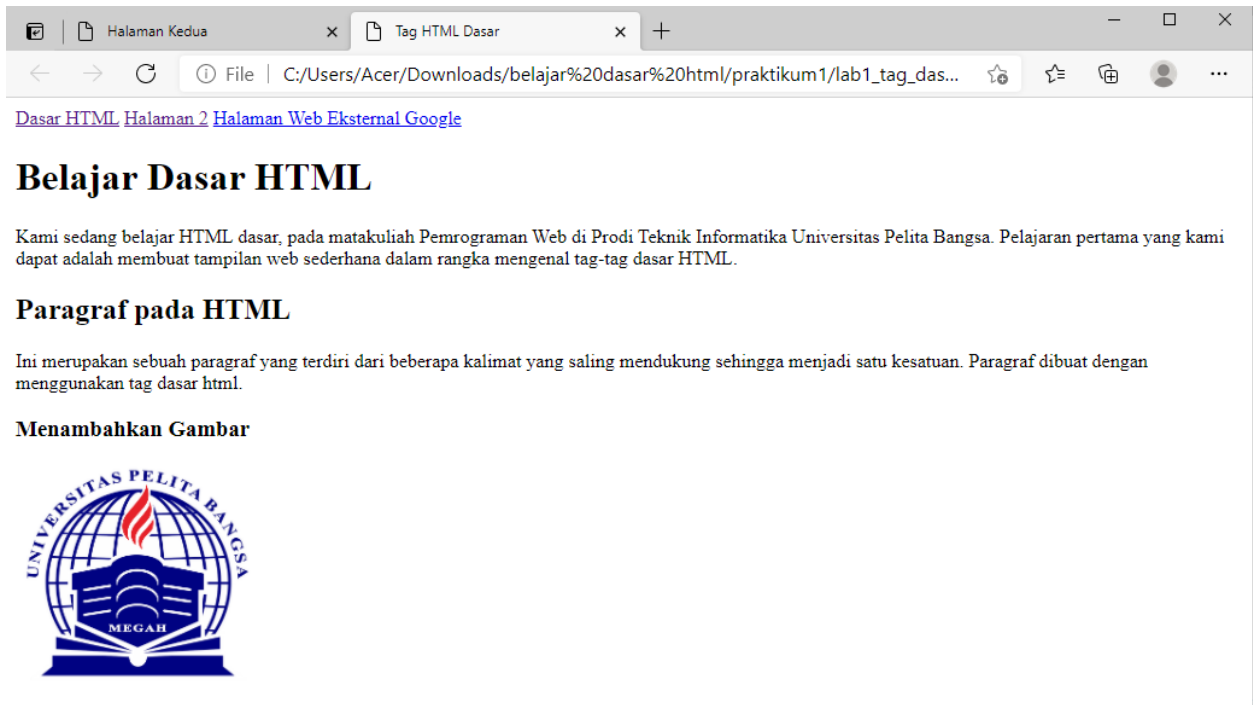 Halaman Kedua
Tag HTML Dasar
File
C:/Users/Acer/Downloads/belajar%20dasar%20html/praktikum1/lab1_tag_das...
Dasar HTML Halaman 2 Halaman Web Eksternal Google
Belajar Dasar HTML
Kami sedang belajar HTML dasar, pada matakuliah Pemrograman Web di Prodi Teknik Informatika Universitas Pelita Bangsa. Pelajaran pertama yang kami
dapat adalah membuat tampilan web sederhana dalam rangka mengenal tag-tag dasar HTML.
Paragraf pada HTML
Ini merupakan sebuah paragraf yang terdiri dari beberapa kalimat yang saling mendukung sehingga menjadi satu kesatuan. Paragraf dibuat dengan
menggunakan tag dasar html.
Menambahkan Gambar
UNIVERSITAS PELITA BANGSA
MEGAH